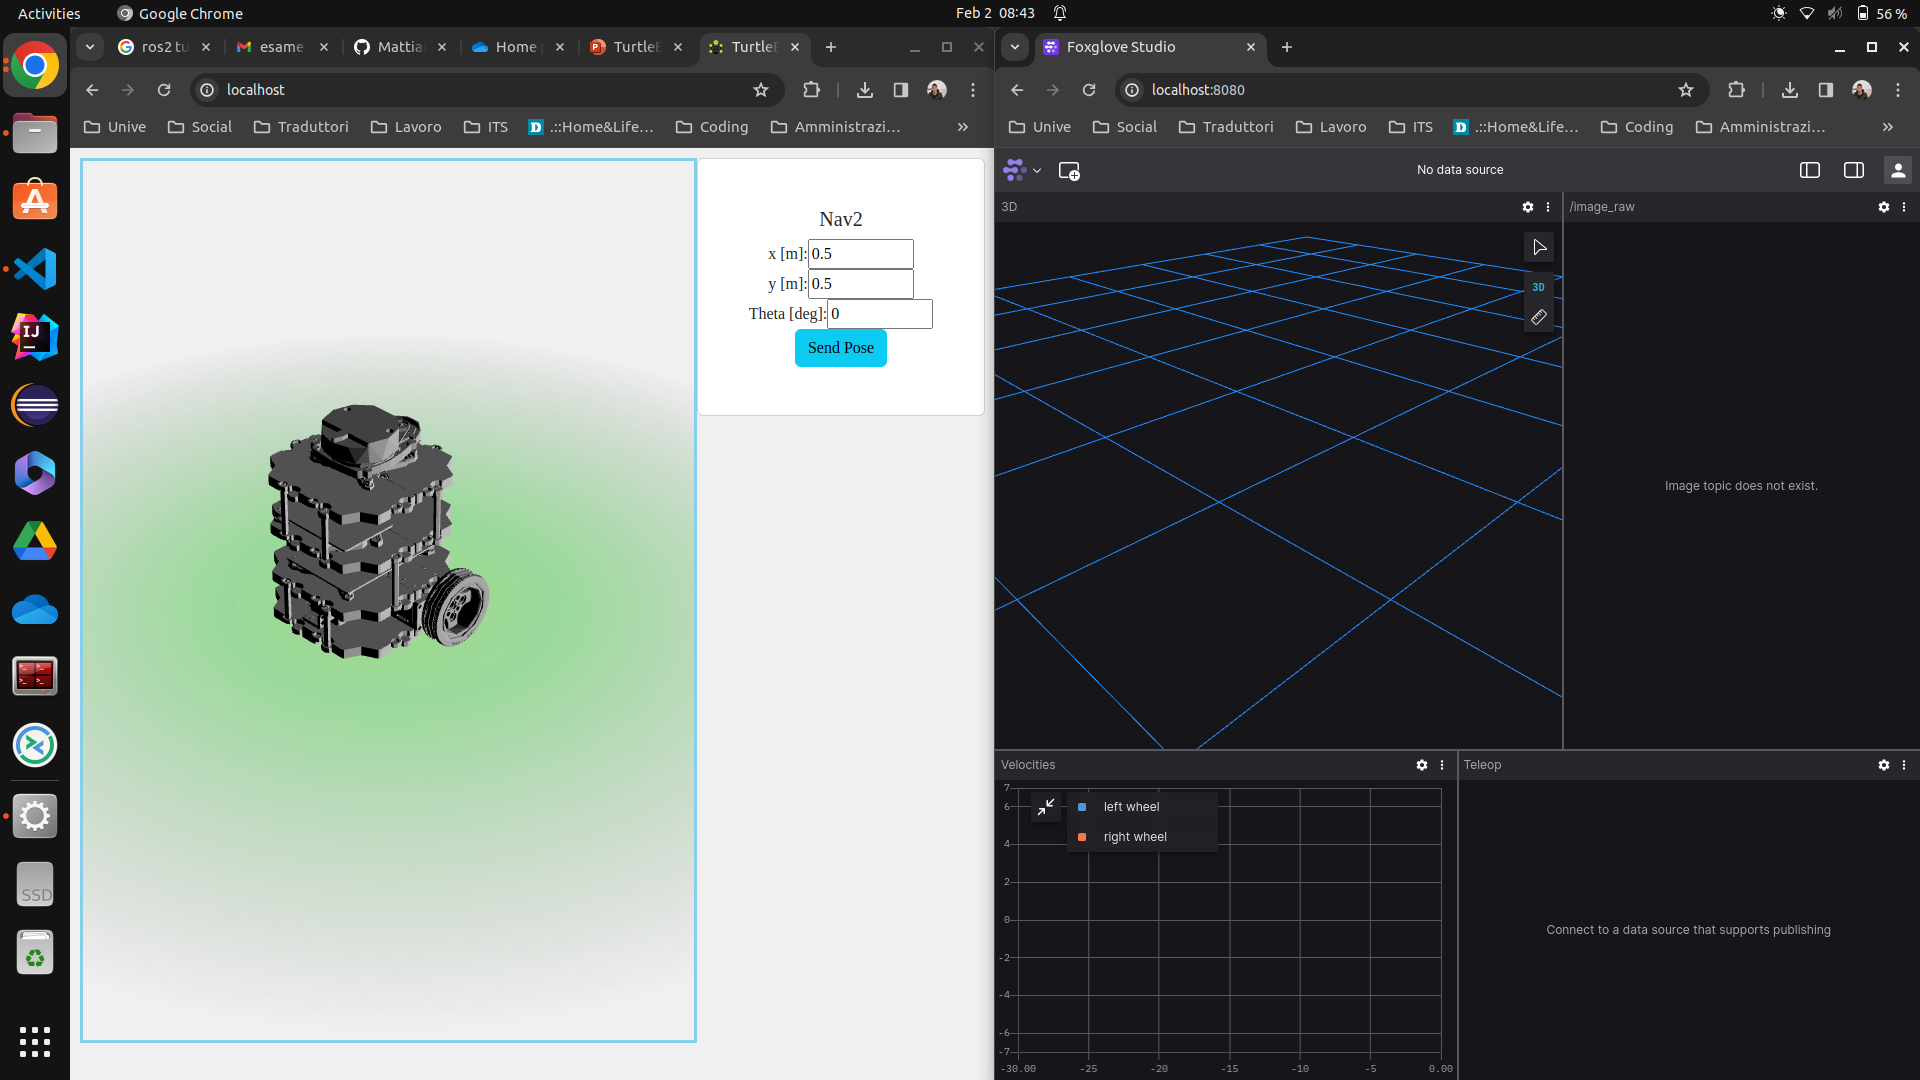 Activities
Google Chrome
Feb 2 08:43
56 %
ros2 tu
esame
Mattia
Home
TurtleB
TurtleB
localhost
Unive
Social
Traduttori
Lavoro
ITS
.::Home&Life…
Coding
Amministrazi…
Nav2
x [m]: 0.5
y [m]: 0.5
Theta [deg]: 0
Send Pose
Foxglove Studio
localhost:8080
Unive
Social
Traduttori
Lavoro
ITS
.::Home&Life…
Coding
Amministrazi…
No data source
3D
3D
/image_raw
Image topic does not exist.
Velocities
left wheel
right wheel
7
6
4
2
0
-2
-4
-6
-7
-30.00 -25 -20 -15 -10 -5 0.00
Teleop
Connect to a data source that supports publishing
IJ
SSD